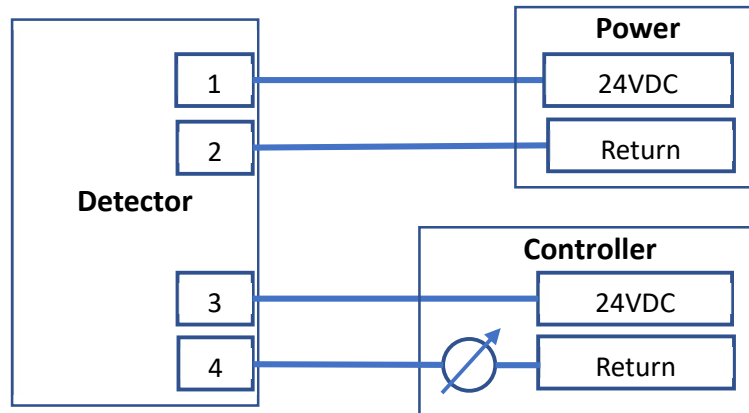 Power
1
24VDC
2
Return
Detector
Controller
3
24VDC
4
Return